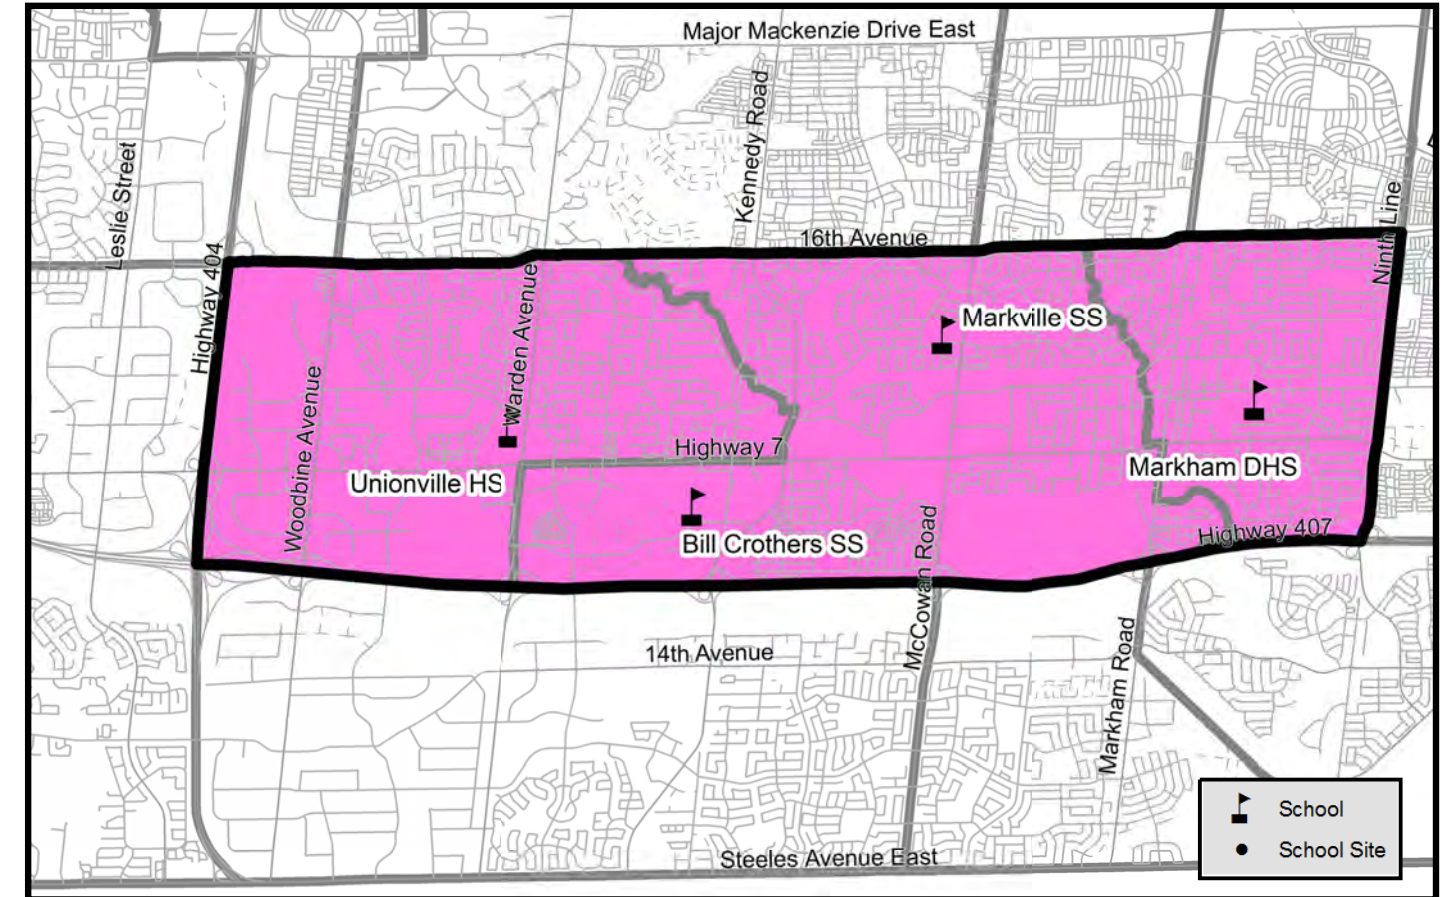 Major Mackenzie Drive East
Kennedy Road
Leslie Street
16th Avenue
Ninth Line
Highway 404
Warden Avenue
Markville SS
Woodbine Avenue
Highway 7
Unionville HS
Markham DHS
Bill Crothers SS
Highway 407
McCowan Road
14th Avenue
Markham Road
School
School Site
Steeles Avenue East